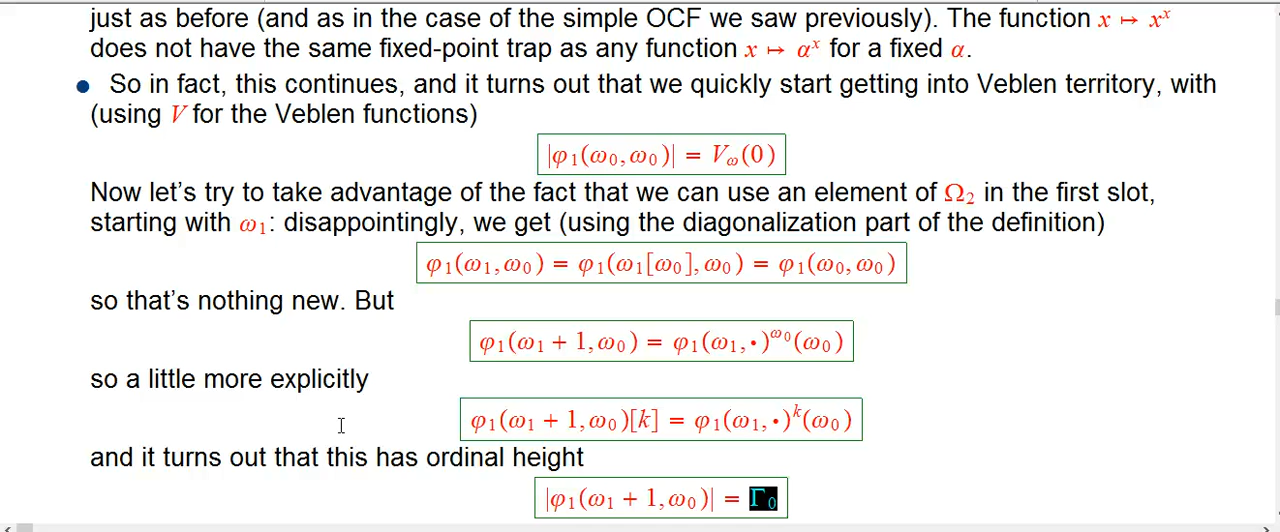 just as before (and as in the case of the simple OCF we saw previously). The function x ↦ xˣ
does not have the same fixed-point trap as any function x ↦ αˣ for a fixed α.
● So in fact, this continues, and it turns out that we quickly start getting into Veblen territory, with
(using V for the Veblen functions)
|φ₁(ω₀, ω₀)| = V_ω(0)
Now let’s try to take advantage of the fact that we can use an element of Ω₂ in the first slot,
starting with ω₁: disappointingly, we get (using the diagonalization part of the definition)
φ₁(ω₁, ω₀) = φ₁(ω₁[ω₀], ω₀) = φ₁(ω₀, ω₀)
so that’s nothing new. But
φ₁(ω₁ + 1, ω₀) = φ₁(ω₁, •)^ω₀(ω₀)
so a little more explicitly
φ₁(ω₁ + 1, ω₀)[k] = φ₁(ω₁, •)ᵏ(ω₀)
and it turns out that this has ordinal height
|φ₁(ω₁ + 1, ω₀)| = Γ₀